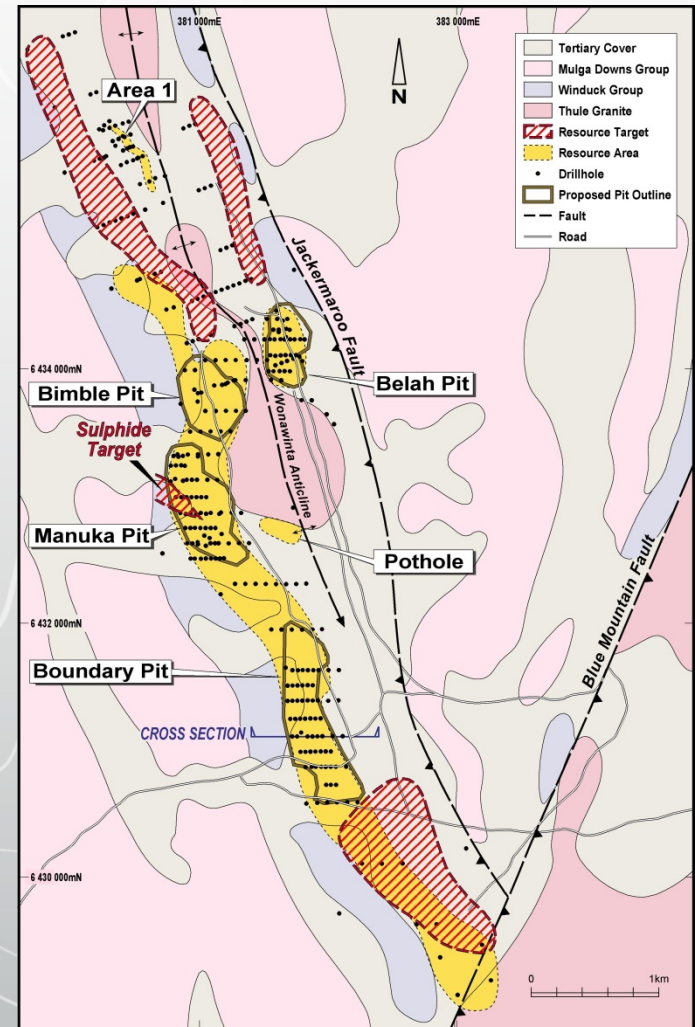 381 000mE
383 000mE
N
Tertiary Cover
Mulga Downs Group
Winduck Group
Thule Granite
Resource Target
Resource Area
Drillhole
Proposed Pit Outline
Fault
Road
Area 1
Jackermaroo Fault
6 434 000mN
Bimble Pit
Belah Pit
Sulphide
Target
Wonawinta Anticline
Manuka Pit
Pothole
6 432 000mN
Boundary Pit
Blue Mountain Fault
CROSS SECTION
6 430 000mN
0
1km